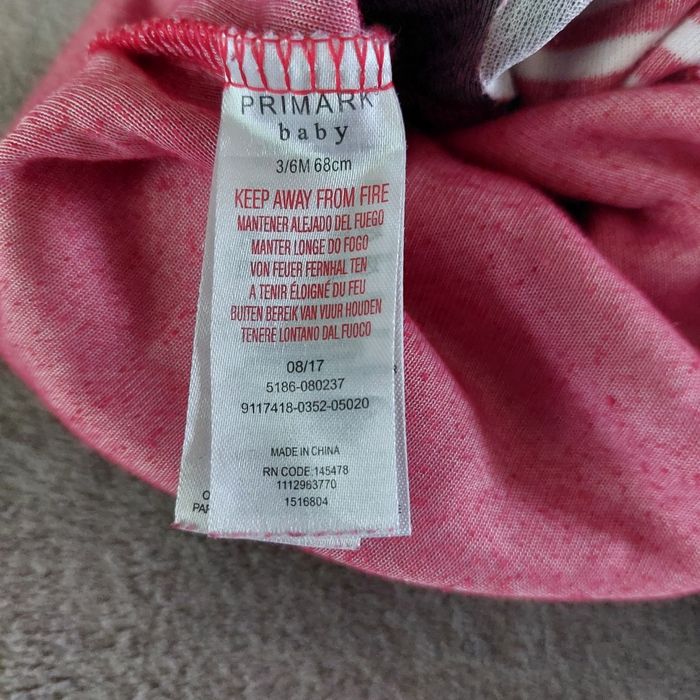 PRIMARK
baby
3/6M 68cm
KEEP AWAY FROM FIRE
MANTENER ALEJADO DEL FUEGO
MANTER LONGE DO FOGO
VON FEUER FERNHAL TEN
A TENIR ÉLOIGNÉ DU FEU
BUITEN BEREIK VAN VUUR HOUDEN
TENERE LONTANO DAL FUOCO
08/17
5186-080237
9117418-0352-05020
MADE IN CHINA
RN CODE:145478
1112963770
1516804